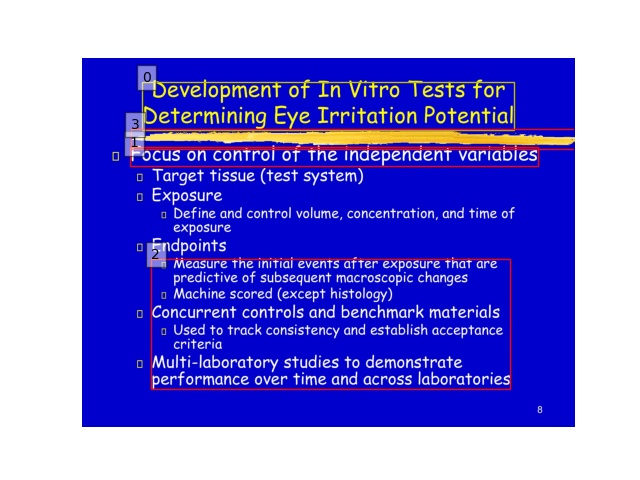 Development of In Vitro Tests for
Determining Eye Irritation Potential
Focus on control of the independent variables
Target tissue (test system)
Exposure
Define and control volume, concentration, and time of
exposure
Endpoints
Measure the initial events after exposure that are
predictive of subsequent macroscopic changes
Machine scored (except histology)
Concurrent controls and benchmark materials
Used to track consistency and establish acceptance
criteria
Multi-laboratory studies to demonstrate
performance over time and across laboratories
8
0
3
1
2